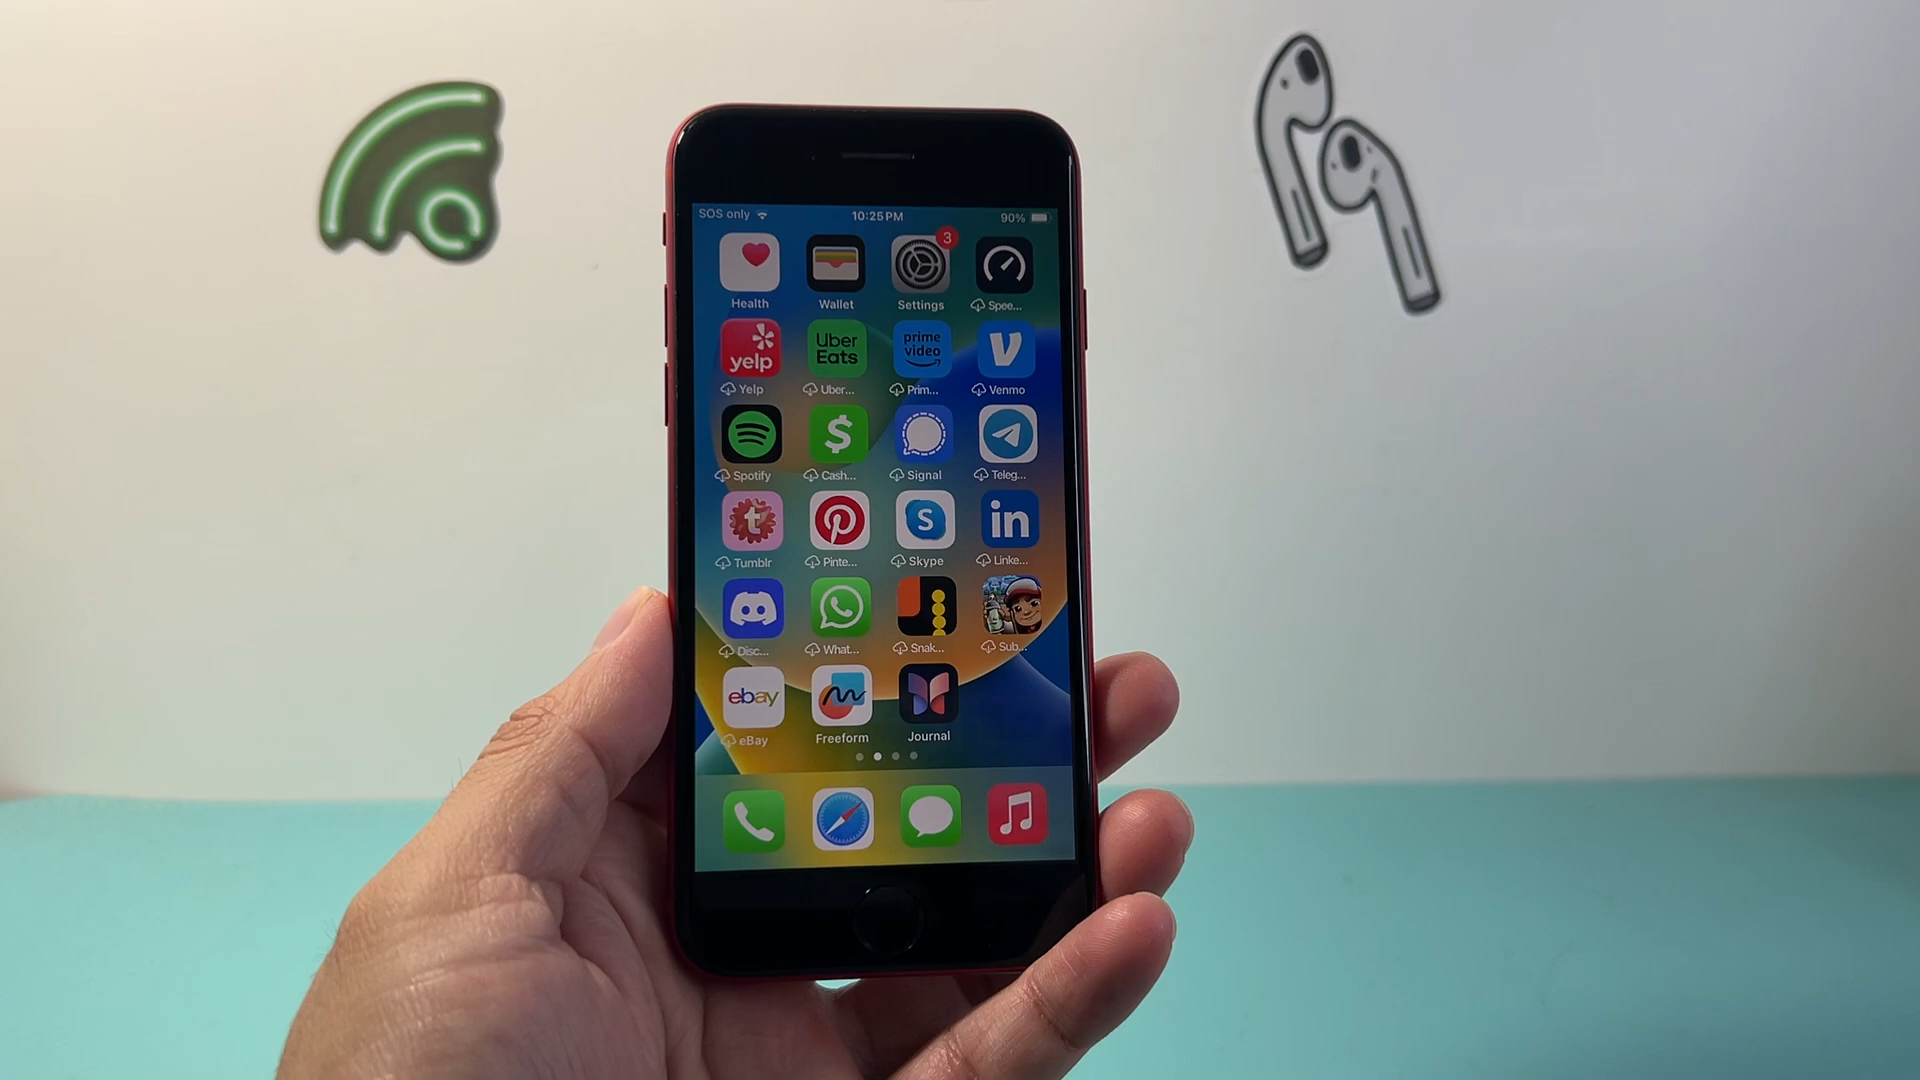 SOS only 10:25 PM 90%
3
Health Wallet Settings Spee...
yelp Uber Eats prime video V
Yelp Uber... Prim... Venmo
$
Spotify Cash... Signal Teleg...
t P S in
Tumblr Pinte... Skype Linke...
Disc... What... Snak... Sub...
ebay
eBay Freeform Journal